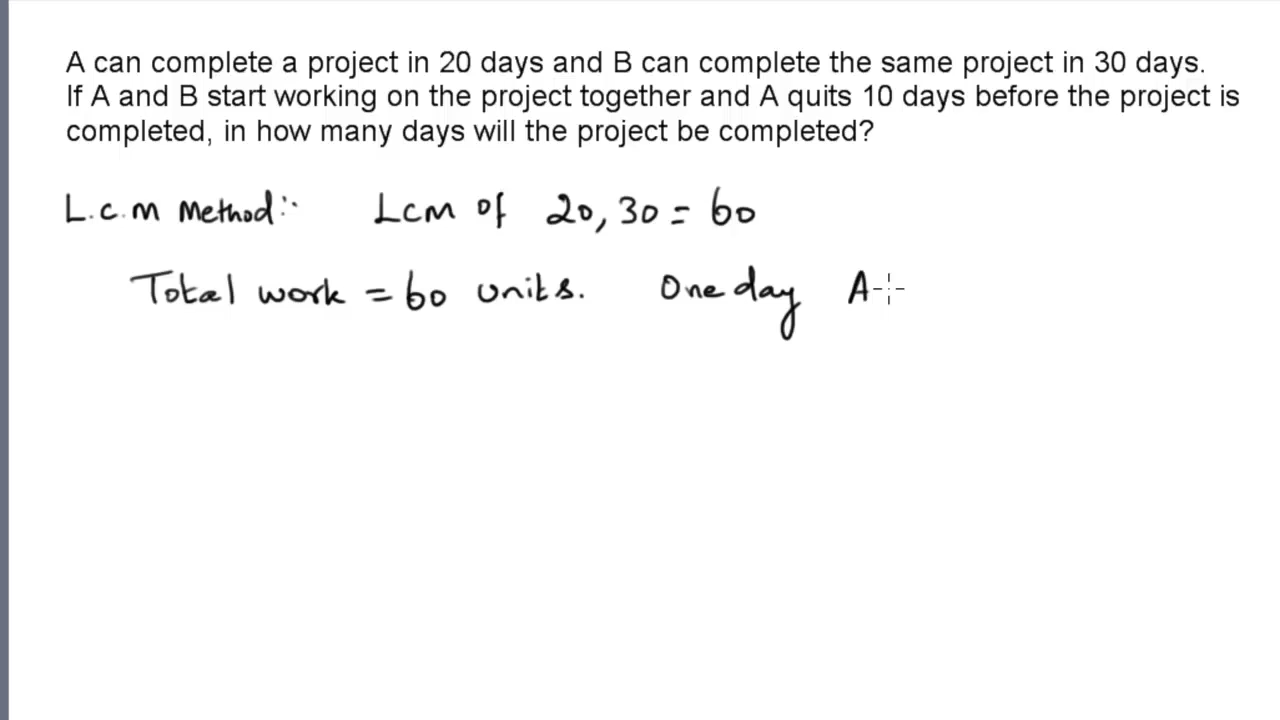 A can complete a project in 20 days and B can complete the same project in 30 days.
If A and B start working on the project together and A quits 10 days before the project is
completed, in how many days will the project be completed?
L.c.m Method:- Lcm of 20, 30 = 60
Total work = 60 units. One day A